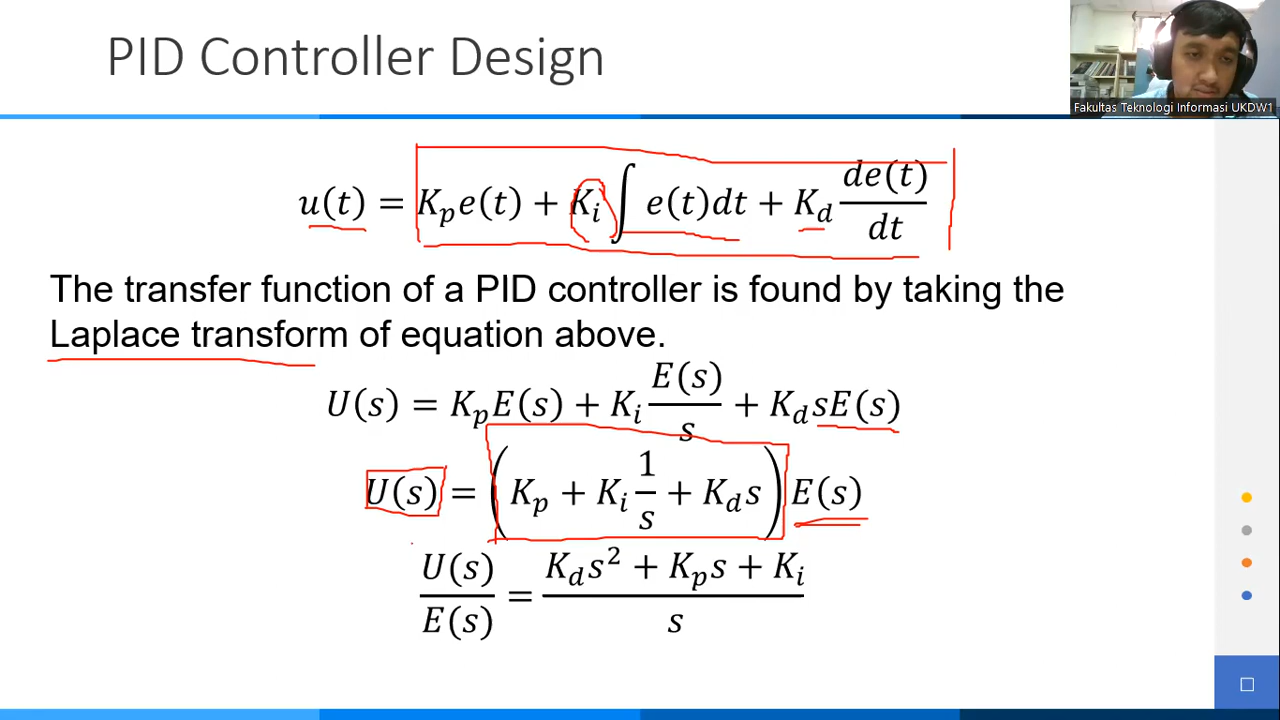 PID Controller Design
Fakultas Teknologi Informasi UKDW1
u(t) = K_p e(t) + K_i ∫ e(t)dt + K_d de(t)/dt
The transfer function of a PID controller is found by taking the
Laplace transform of equation above.
U(s) = K_p E(s) + K_i E(s)/s + K_d sE(s)
U(s) = (K_p + K_i 1/s + K_d s) E(s)
U(s)/E(s) = (K_d s² + K_p s + K_i)/s